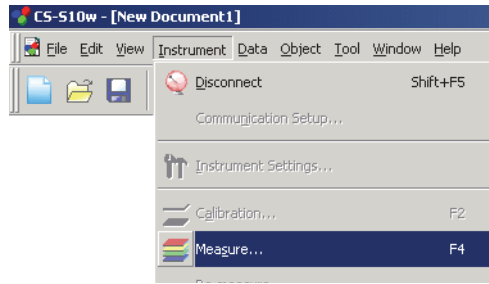 CS-S10w - [New Document1]
File Edit View Instrument Data Object Tool Window Help
Disconnect Shift+F5
Communication Setup...
Instrument Settings...
Calibration... F2
Measure... F4